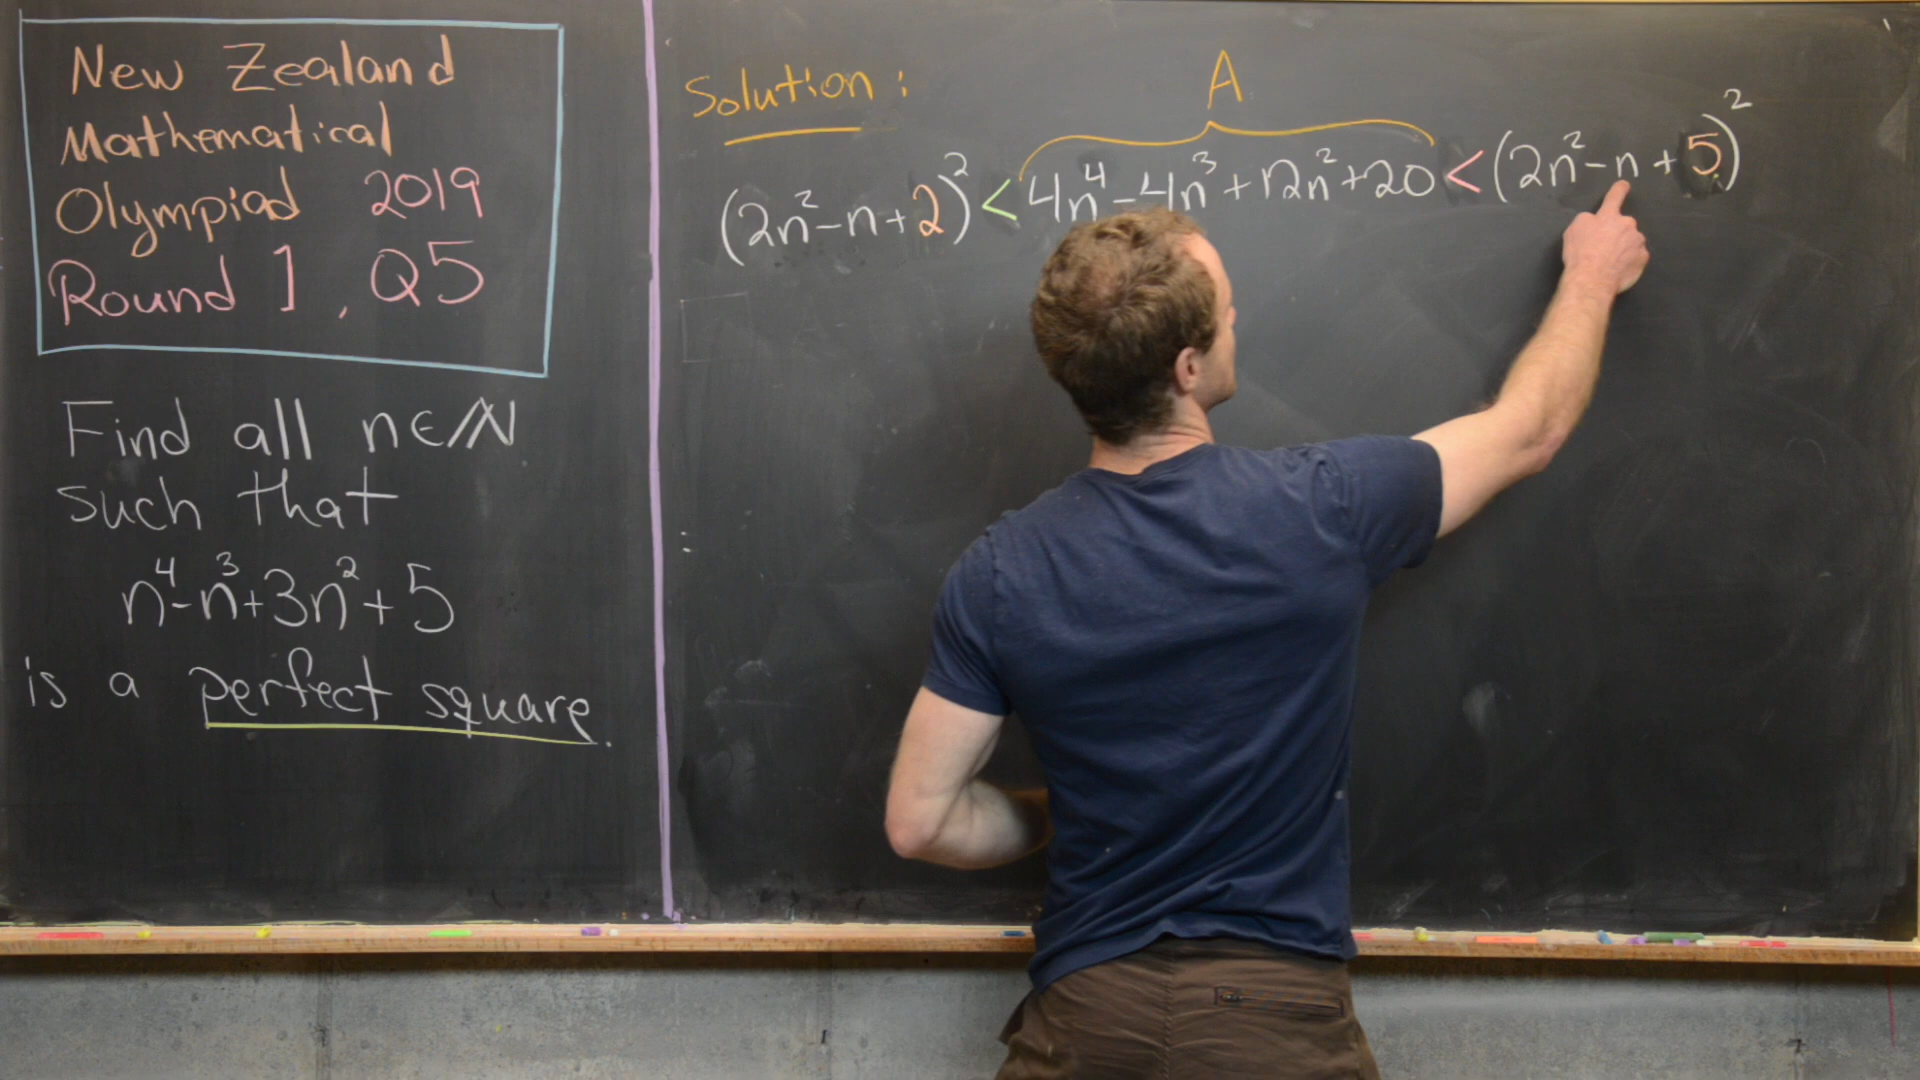 New Zealand
Mathematical
Olympiad 2019
Round 1, Q5
Find all n∈ℕ
such that
n⁴-n³+3n²+5
is a perfect square.
Solution:
A
(2n²-n+2)² < 4n⁴-4n³+12n²+20 < (2n²-n+5)²